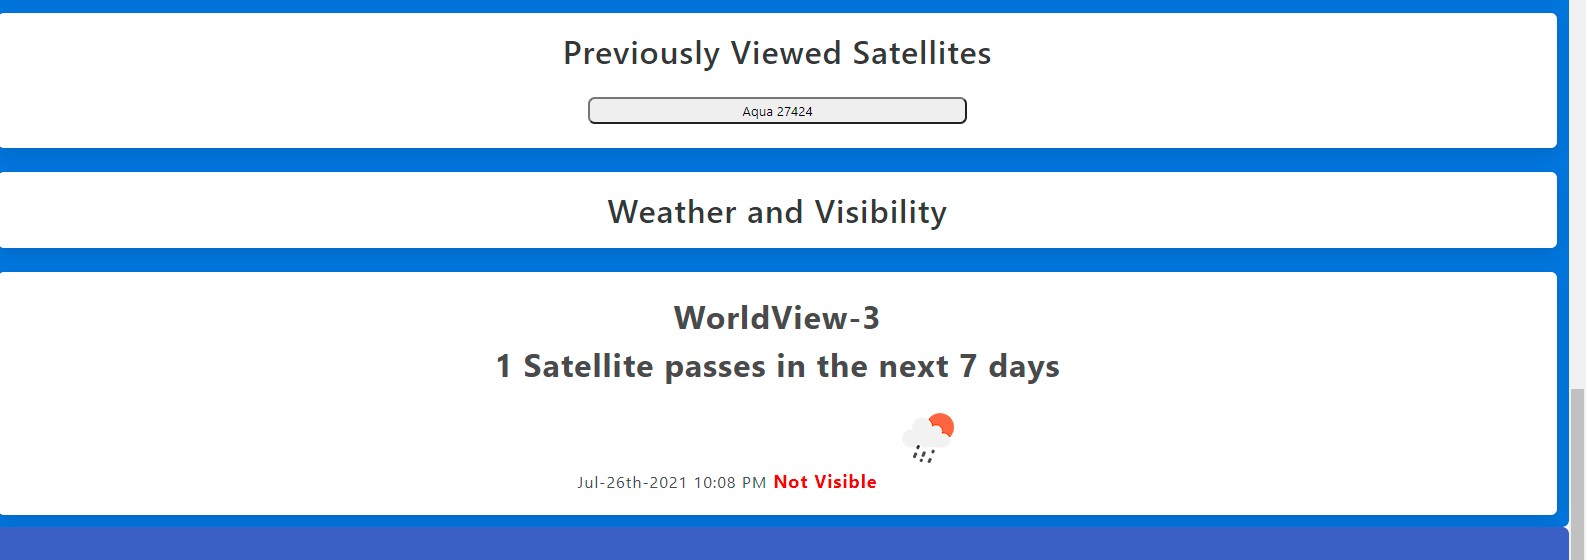 Previously Viewed Satellites
Aqua 27424
Weather and Visibility
WorldView-3
1 Satellite passes in the next 7 days
Jul-26th-2021 10:08 PM Not Visible